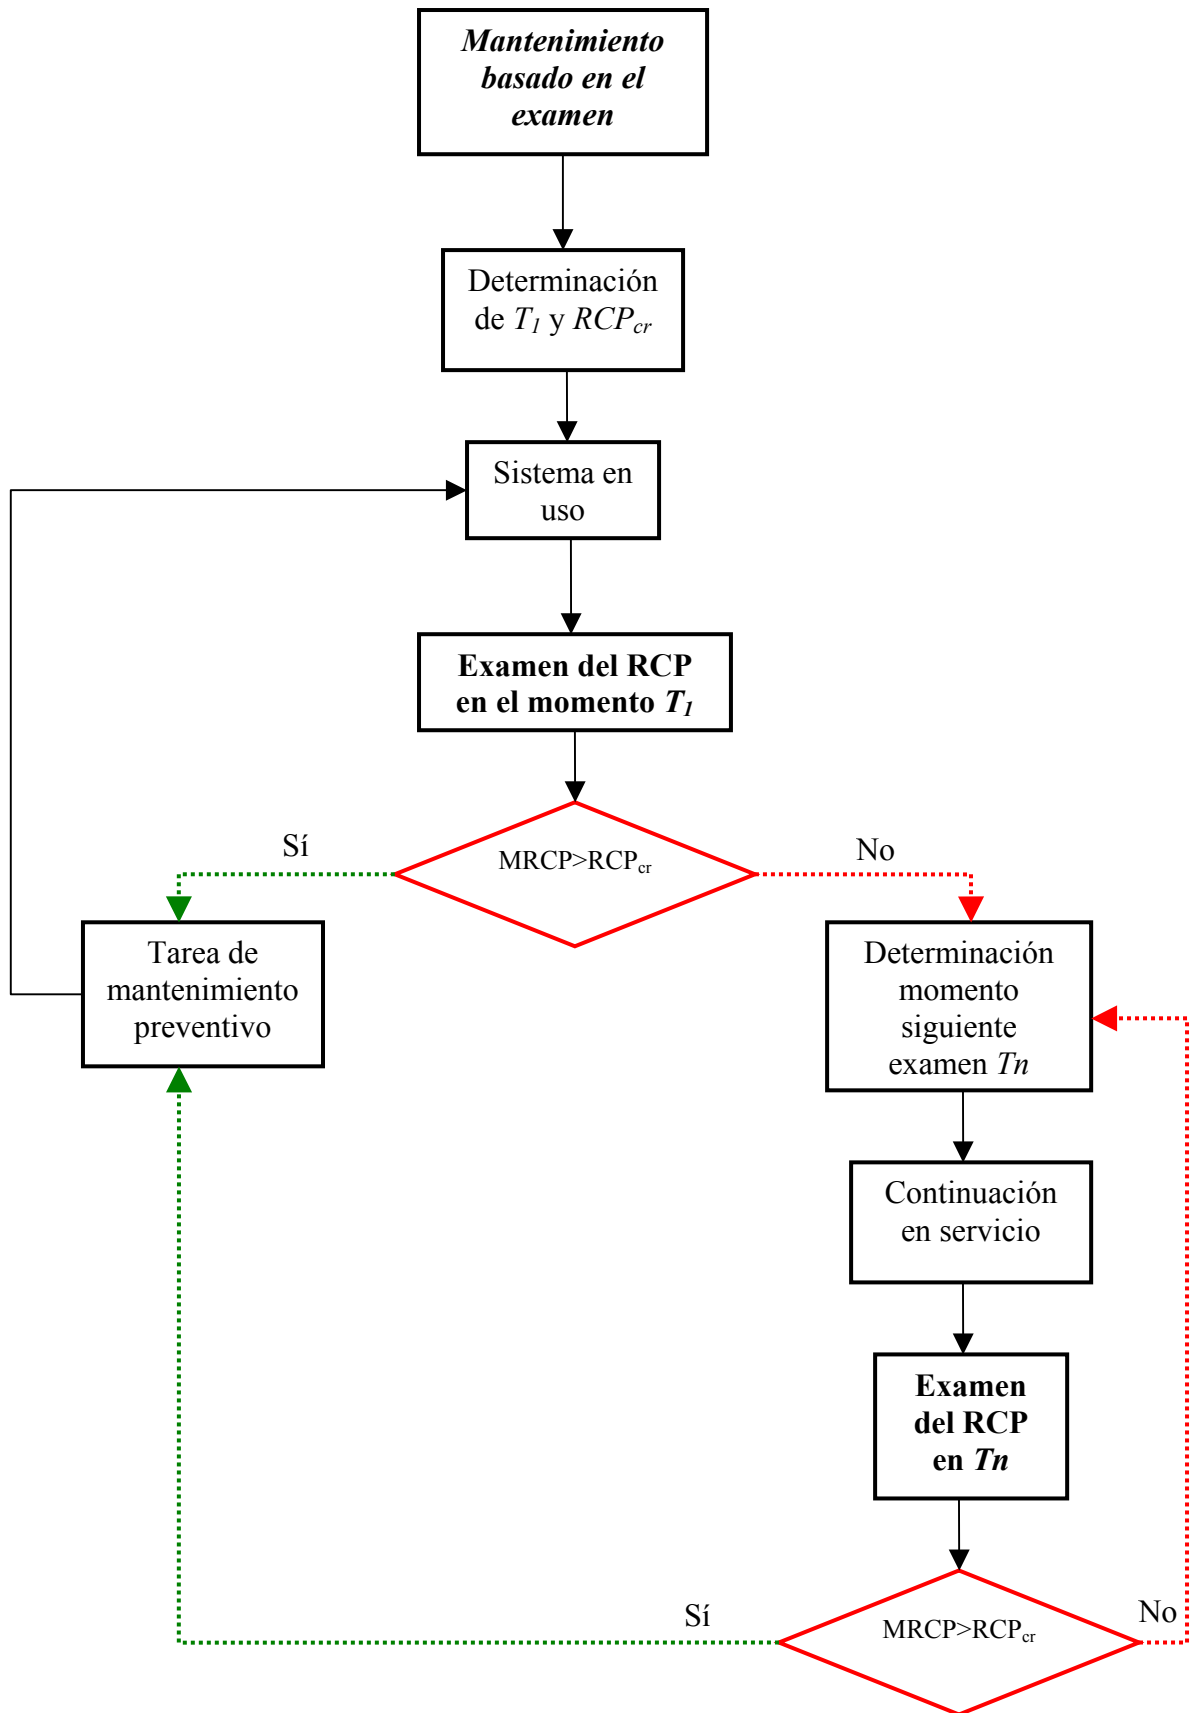 Mantenimiento
basado en el
examen
Determinación
de T1 y RCPcr
Sistema en
uso
Examen del RCP
en el momento T1
Sí
MRCP>RCPcr
No
Tarea de
mantenimiento
preventivo
Determinación
momento
siguiente
examen Tn
Continuación
en servicio
Examen
del RCP
en Tn
Sí
MRCP>RCPcr
No